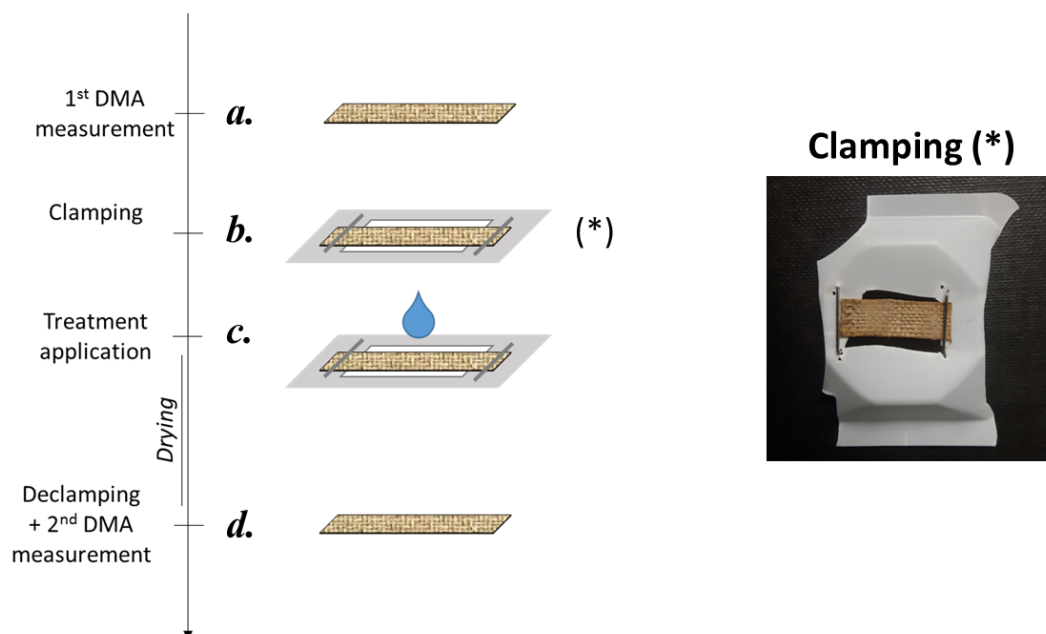 1st DMA
measurement
a.
Clamping
b.
(*)
Treatment
application
c.
Drying
Declamping
+ 2nd DMA
measurement
d.
Clamping (*)